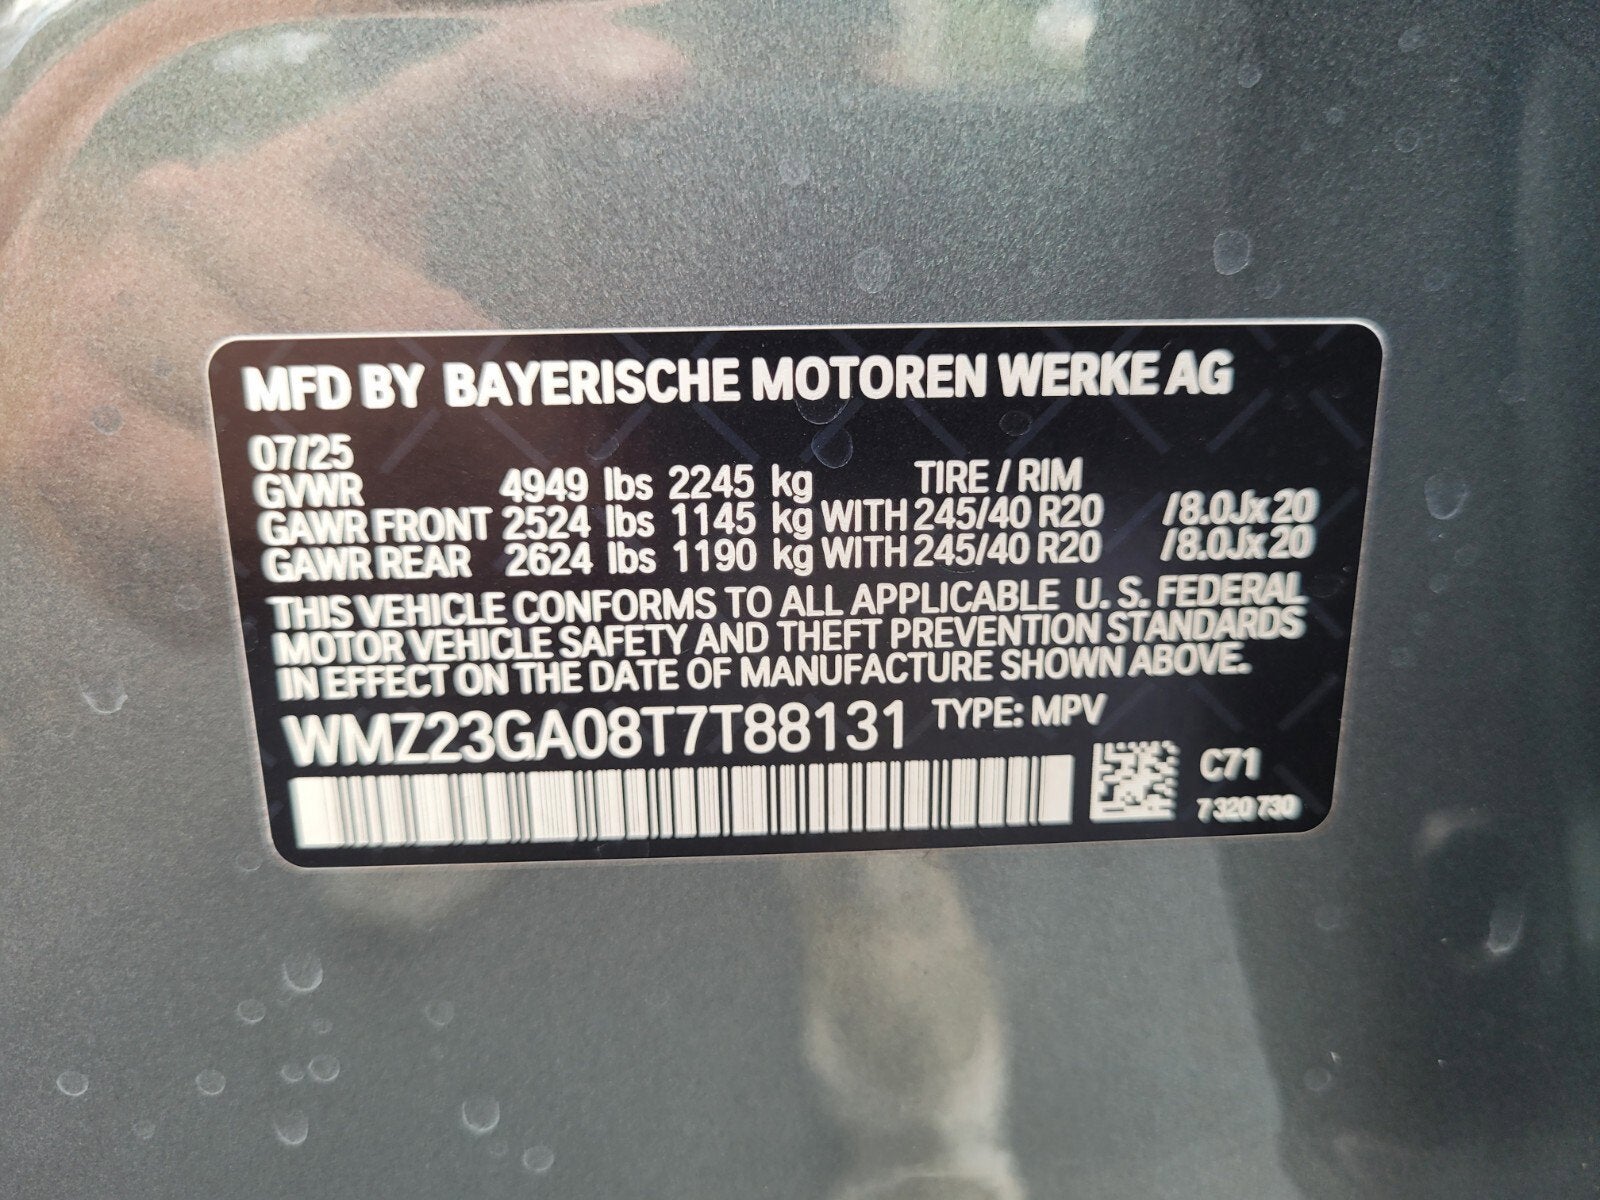 MFD BY BAYERISCHE MOTOREN WERKE AG
07/25
GVWR 4949 lbs 2245 kg TIRE / RIM
GAWR FRONT 2524 lbs 1145 kg WITH 245/40 R20 /8.0Jx20
GAWR REAR 2624 lbs 1190 kg WITH 245/40 R20 /8.0Jx20
THIS VEHICLE CONFORMS TO ALL APPLICABLE U. S. FEDERAL
MOTOR VEHICLE SAFETY AND THEFT PREVENTION STANDARDS
IN EFFECT ON THE DATE OF MANUFACTURE SHOWN ABOVE.
WMZ23GA08T7T88131 TYPE: MPV
C71
7 320 730